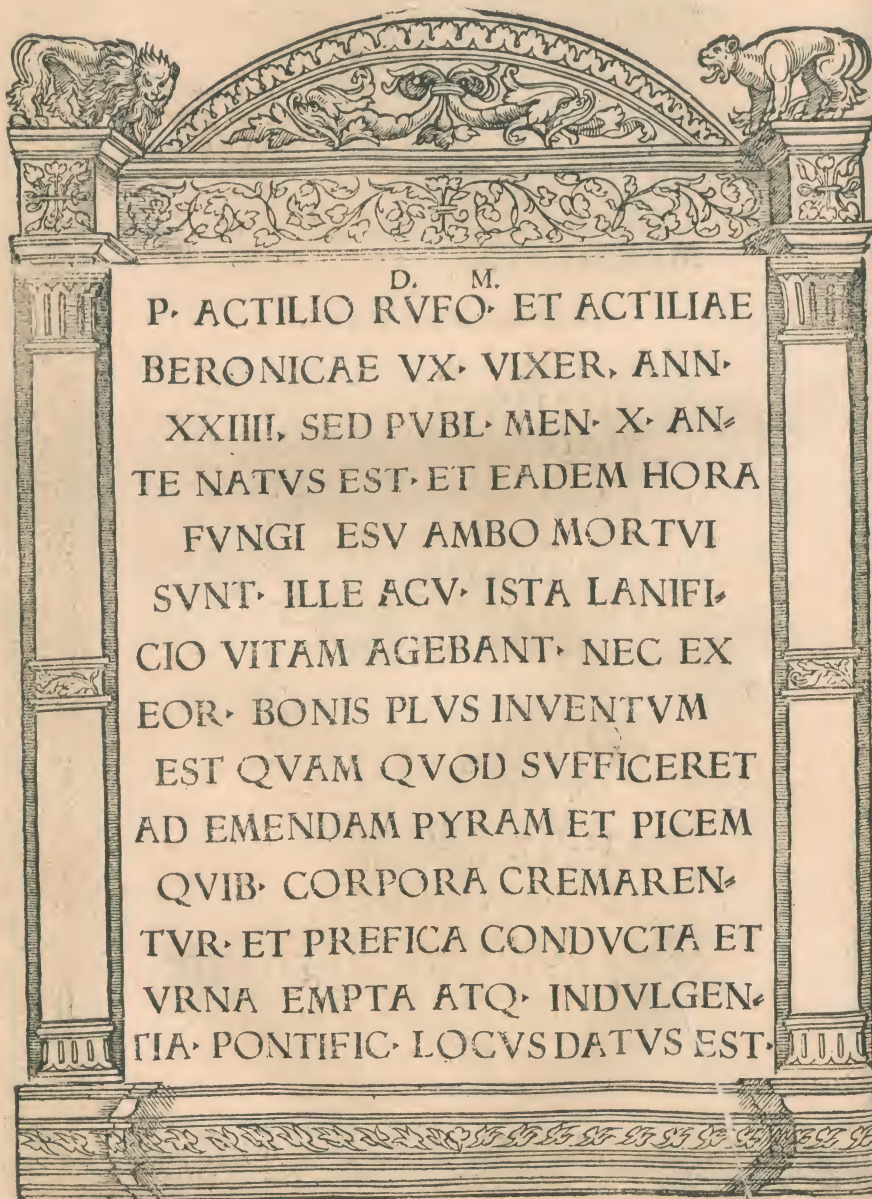 D. M.
P· ACTILIO RVFO· ET ACTILIAE
BERONICAE VX· VIXER, ANN·
XXIIII, SED PVBL· MEN· X· AN⸗
TE NATVS EST· ET EADEM HORA
FVNGI ESV AMBO MORTVI
SVNT· ILLE ACV· ISTA LANIFI⸗
CIO VITAM AGEBANT· NEC EX
EOR· BONIS PLVS INVENTVM
EST QVAM QVOD SVFFICERET
AD EMENDAM PYRAM ET PICEM
QVIB· CORPORA CREMAREN⸗
TVR· ET PREFICA CONDVCTA ET
VRNA EMPTA ATQ· INDVLGEN⸗
TIA· PONTIFIC· LOCVS DATVS EST·